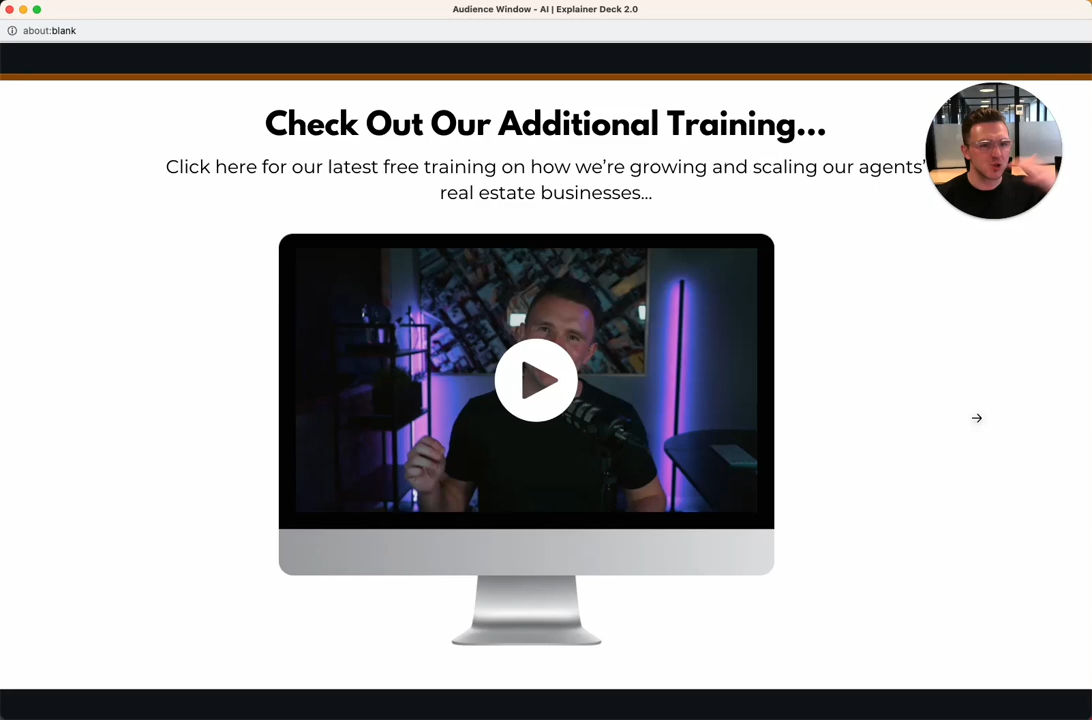 Audience Window - AI | Explainer Deck 2.0
about:blank
Check Out Our Additional Training...
Click here for our latest free training on how we’re growing and scaling our agents’
real estate businesses...